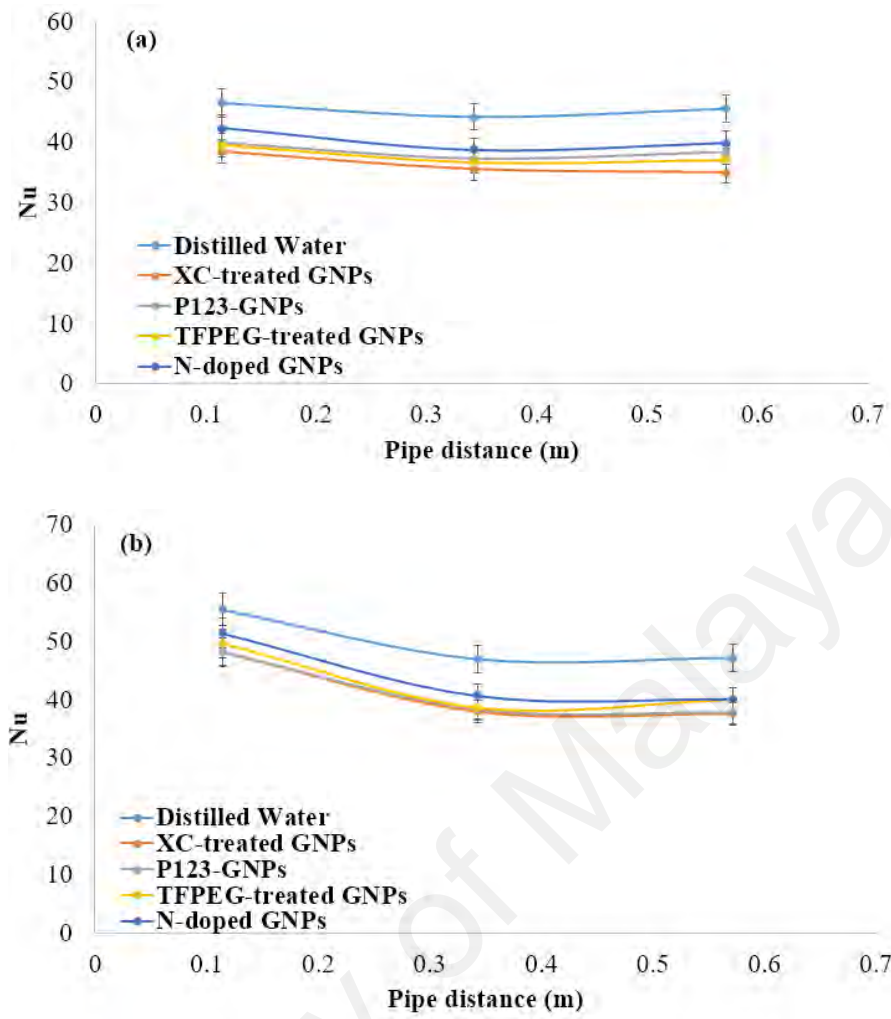 60
(a)
50
40
30
20
10
0
Nu
Distilled Water
XC-treated GNPs
P123-GNPs
TFPEG-treated GNPs
N-doped GNPs
0 0.1 0.2 0.3 0.4 0.5 0.6 0.7
Pipe distance (m)
70
(b)
60
50
40
30
20
10
0
Nu
Distilled Water
XC-treated GNPs
P123-GNPs
TFPEG-treated GNPs
N-doped GNPs
0 0.1 0.2 0.3 0.4 0.5 0.6 0.7
Pipe distance (m)
of Malaya